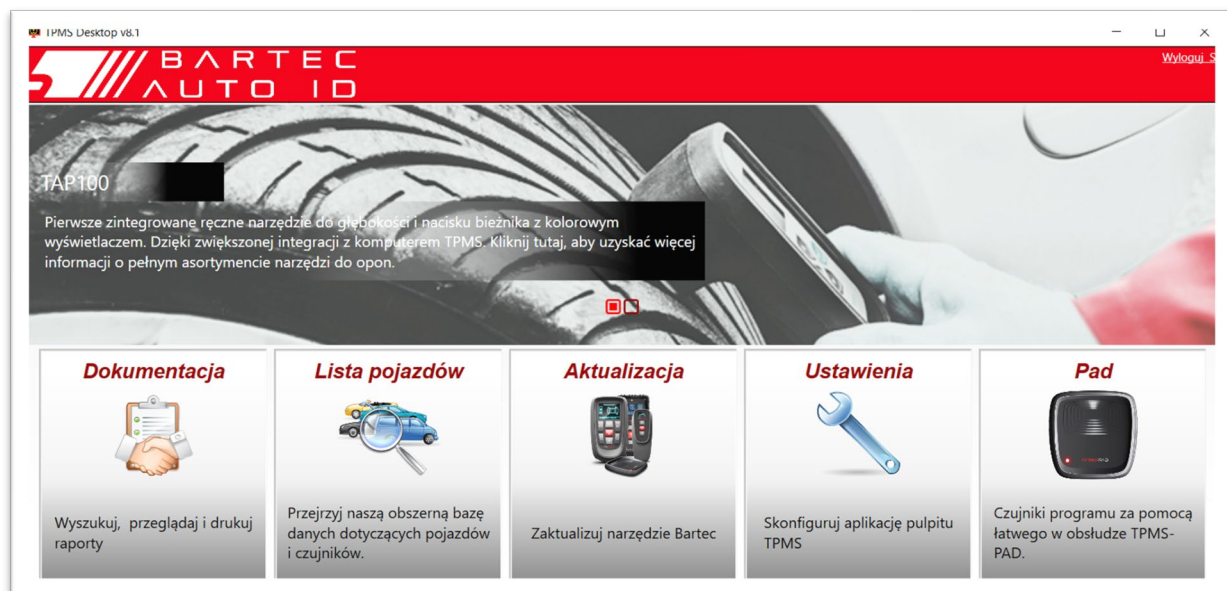 TPMS Desktop v8.1
BARTEC
AUTO ID
Wyloguj S
TAP100
Pierwsze zintegrowane ręczne narzędzie do głębokości i nacisku bieżnika z kolorowym
wyświetlaczem. Dzięki zwiększonej integracji z komputerem TPMS. Kliknij tutaj, aby uzyskać więcej
informacji o pełnym asortymencie narzędzi do opon.
Dokumentacja
Wyszukuj, przeglądaj i drukuj
raporty
Lista pojazdów
Przejrzyj naszą obszerną bazę
danych dotyczących pojazdów
i czujników.
Aktualizacja
Zaktualizuj narzędzie Bartec
Ustawienia
Skonfiguruj aplikację pulpitu
TPMS
Pad
Czujniki programu za pomocą
łatwego w obsłudze TPMS-
PAD.